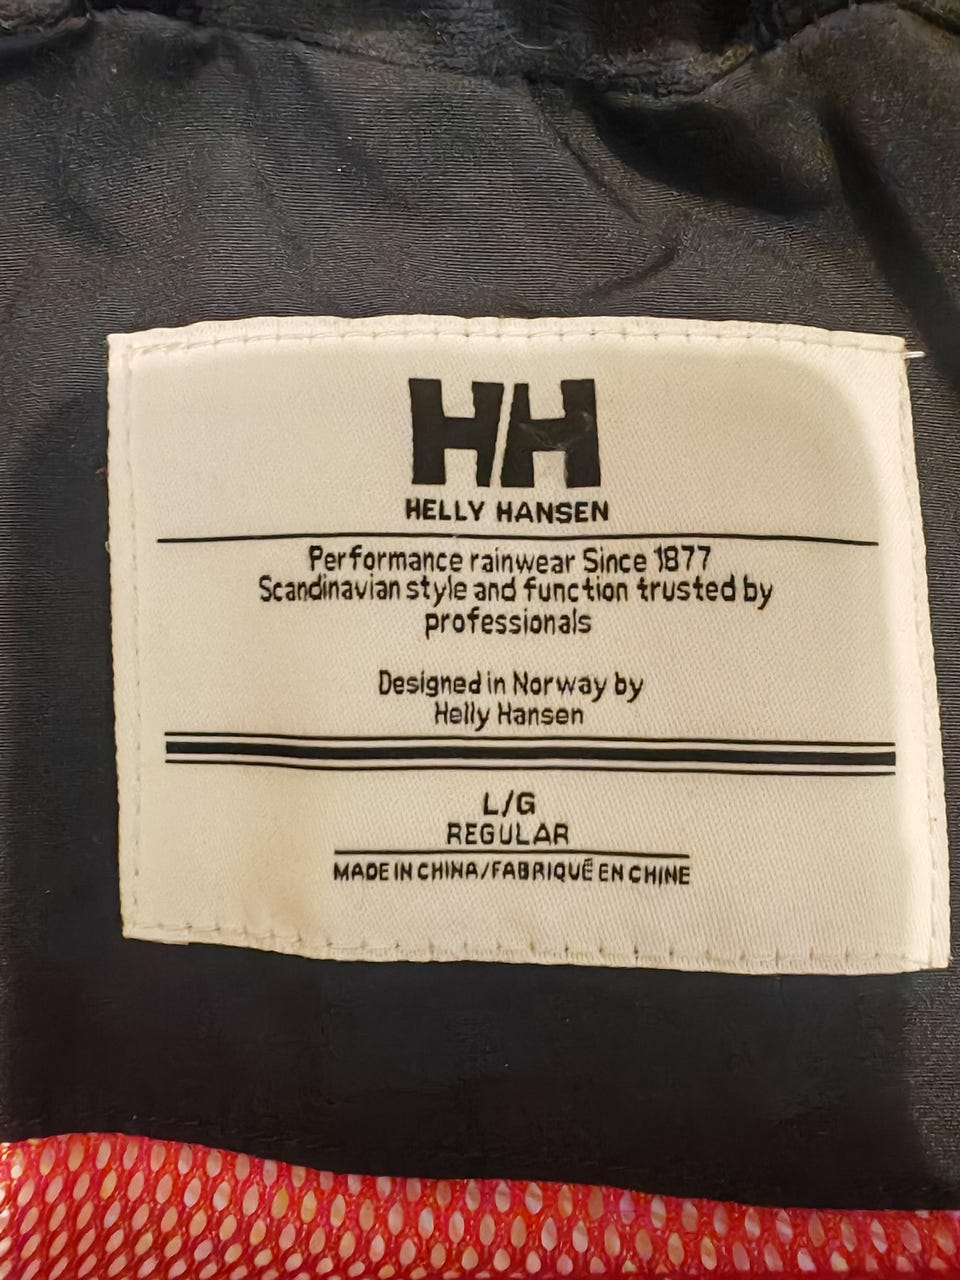 HH
HELLY HANSEN
Performance rainwear Since 1877
Scandinavian style and function trusted by
professionals
Designed in Norway by
Helly Hansen
L/G
REGULAR
MADE IN CHINA/FABRIQUÉ EN CHINE